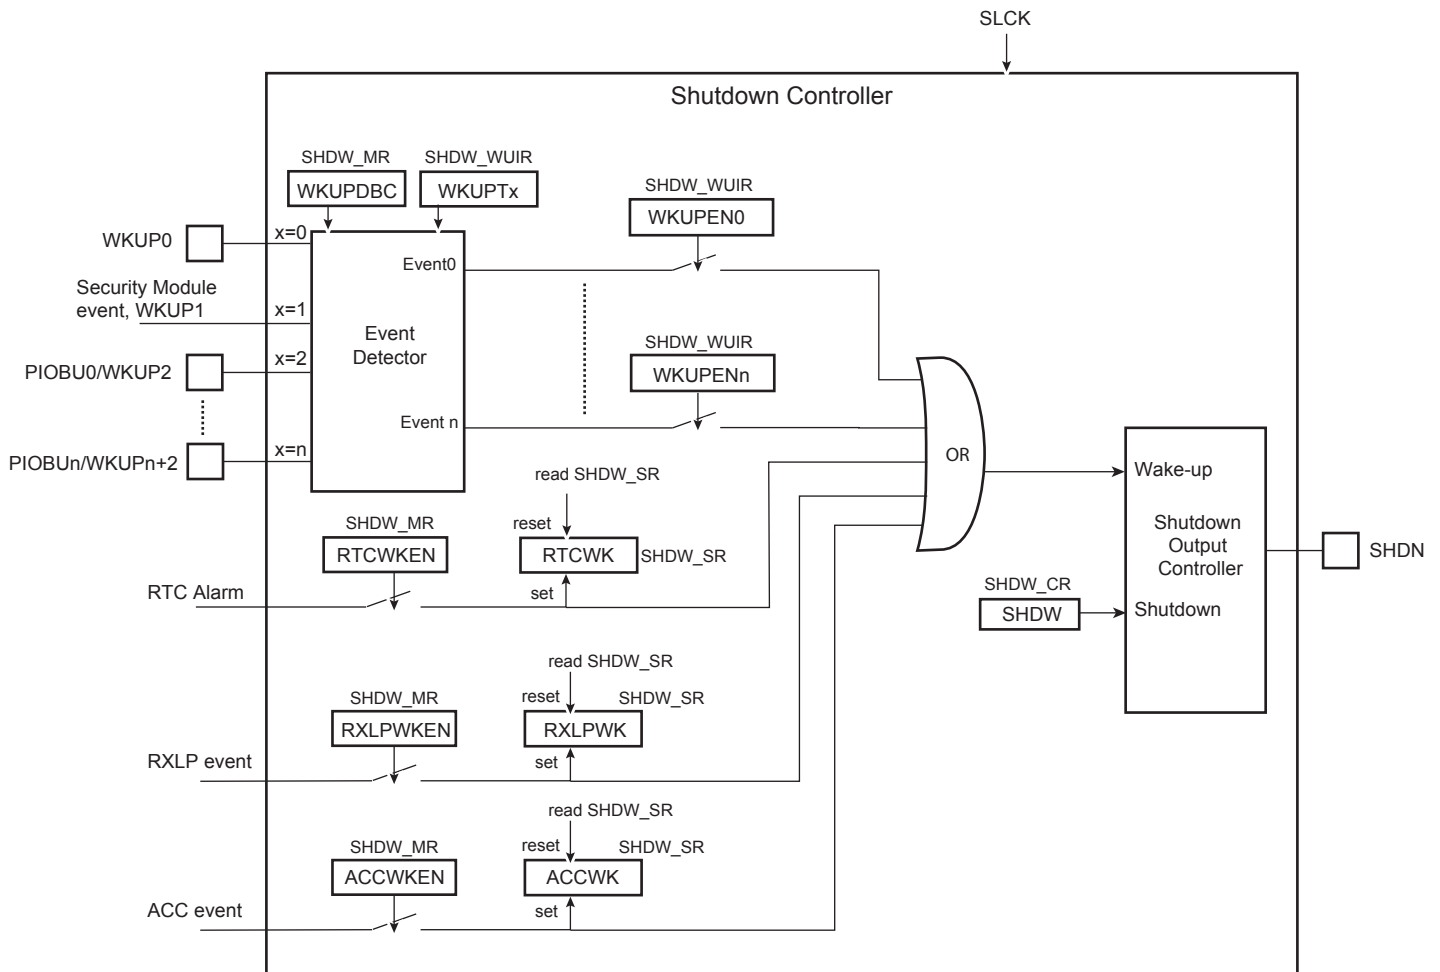 SLCK
Shutdown Controller
SHDW_MR
SHDW_WUIR
WKUPDBC
WKUPTx
SHDW_WUIR
WKUPEN0
WKUP0
x=0
Event0
Security Module
event, WKUP1
x=1
Event
Detector
SHDW_WUIR
WKUPENn
PIOBU0/WKUP2
x=2
Event n
PIOBUn/WKUPn+2
x=n
OR
Wake-up
Shutdown
Output
Controller
SHDN
read SHDW_SR
SHDW_MR
reset
RTCWKEN
RTCWK
SHDW_SR
RTC Alarm
set
SHDW_CR
SHDW
Shutdown
read SHDW_SR
SHDW_MR
reset
SHDW_SR
RXLPWKEN
RXLPWK
RXLP event
set
read SHDW_SR
SHDW_MR
reset
SHDW_SR
ACCWKEN
ACCWK
ACC event
set